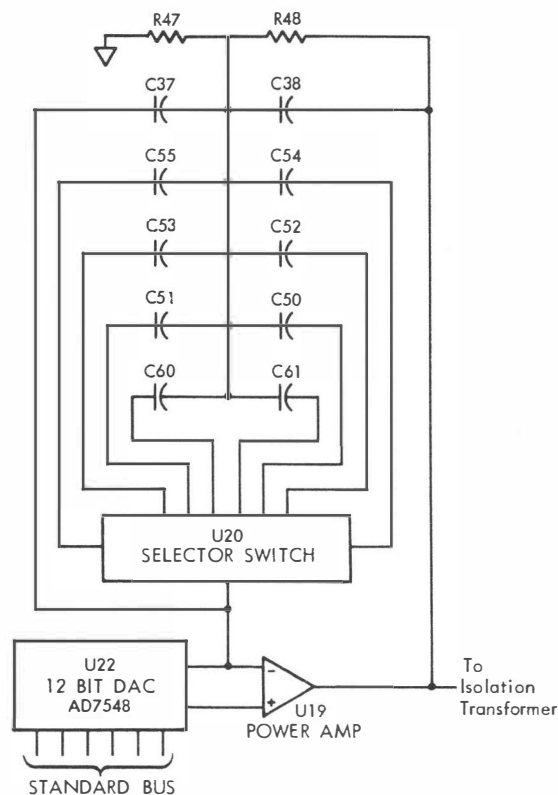 R47
R48
C37
C38
C55
C54
C53
C52
C51
C50
C60
C61
U20
SELECTOR SWITCH
U22
12 BIT DAC
AD7548
-
+
U19
POWER AMP
To
Isolation
Transformer
STANDARD BUS